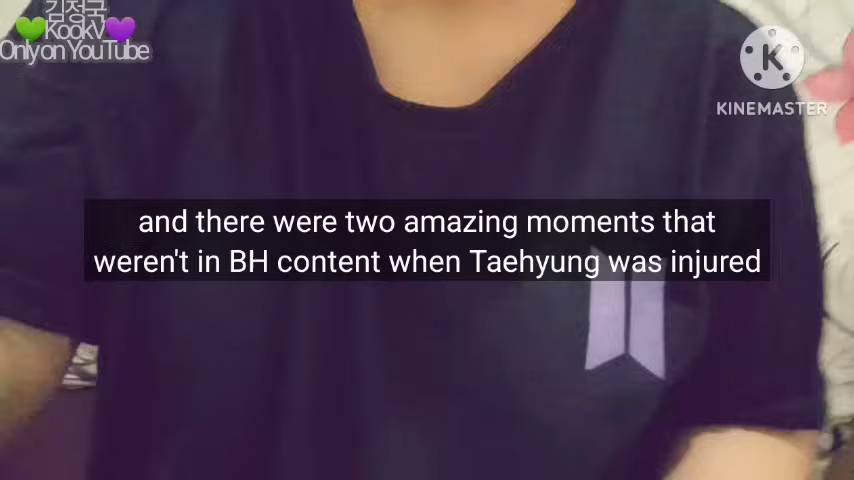 김정국
💚KookV💜
Only on YouTube
KINEMASTER
and there were two amazing moments that
weren't in BH content when Taehyung was injured